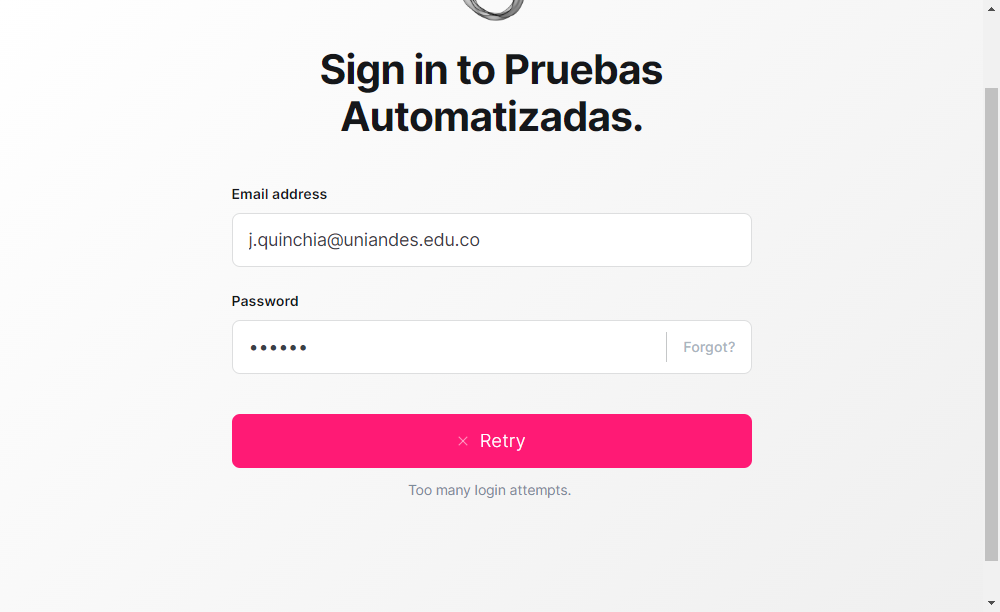 Sign in to Pruebas
Automatizadas.
Email address
j.quinchia@uniandes.edu.co
Password
••••••
Forgot?
× Retry
Too many login attempts.